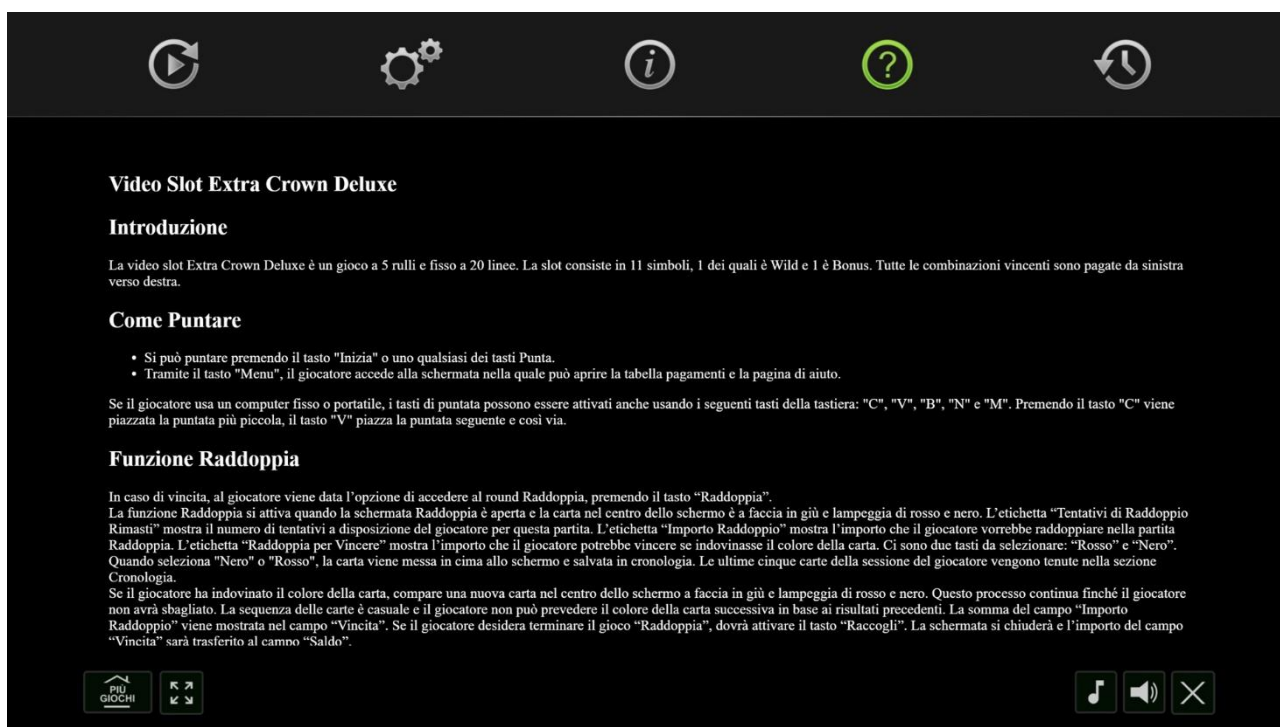 Video Slot Extra Crown Deluxe
Introduzione
La video slot Extra Crown Deluxe è un gioco a 5 rulli e fisso a 20 linee. La slot consiste in 11 simboli, 1 dei quali è Wild e 1 è Bonus. Tutte le combinazioni vincenti sono pagate da sinistra
verso destra.
Come Puntare
• Si può puntare premendo il tasto "Inizia" o uno qualsiasi dei tasti Punta.
• Tramite il tasto "Menu", il giocatore accede alla schermata nella quale può aprire la tabella pagamenti e la pagina di aiuto.
Se il giocatore usa un computer fisso o portatile, i tasti di puntata possono essere attivati anche usando i seguenti tasti della tastiera: "C", "V", "B", "N" e "M". Premendo il tasto "C" viene
piazzata la puntata più piccola, il tasto "V" piazza la puntata seguente e così via.
Funzione Raddoppia
In caso di vincita, al giocatore viene data l’opzione di accedere al round Raddoppia, premendo il tasto “Raddoppia”.
La funzione Raddoppia si attiva quando la schermata Raddoppia è aperta e la carta nel centro dello schermo è a faccia in giù e lampeggia di rosso e nero. L’etichetta “Tentativi di Raddoppio
Rimasti” mostra il numero di tentativi a disposizione del giocatore per questa partita. L’etichetta “Importo Raddoppio” mostra l’importo che il giocatore vorrebbe raddoppiare nella partita
Raddoppia. L’etichetta “Raddoppia per Vincere” mostra l’importo che il giocatore potrebbe vincere se indovinasse il colore della carta. Ci sono due tasti da selezionare: “Rosso” e “Nero”.
Quando seleziona "Nero" o "Rosso", la carta viene messa in cima allo schermo e salvata in cronologia. Le ultime cinque carte della sessione del giocatore vengono tenute nella sezione
Cronologia.
Se il giocatore ha indovinato il colore della carta, compare una nuova carta nel centro dello schermo a faccia in giù e lampeggia di rosso e nero. Questo processo continua finché il giocatore
non avrà sbagliato. La sequenza delle carte è casuale e il giocatore non può prevedere il colore della carta successiva in base ai risultati precedenti. La somma del campo “Importo
Raddoppio” viene mostrata nel campo “Vincita”. Se il giocatore desidera terminare il gioco “Raddoppia”, dovrà attivare il tasto “Raccogli”. La schermata si chiuderà e l’importo del campo
“Vincita” sarà trasferito al campo “Saldo”.
PIÙ
GIOCHI